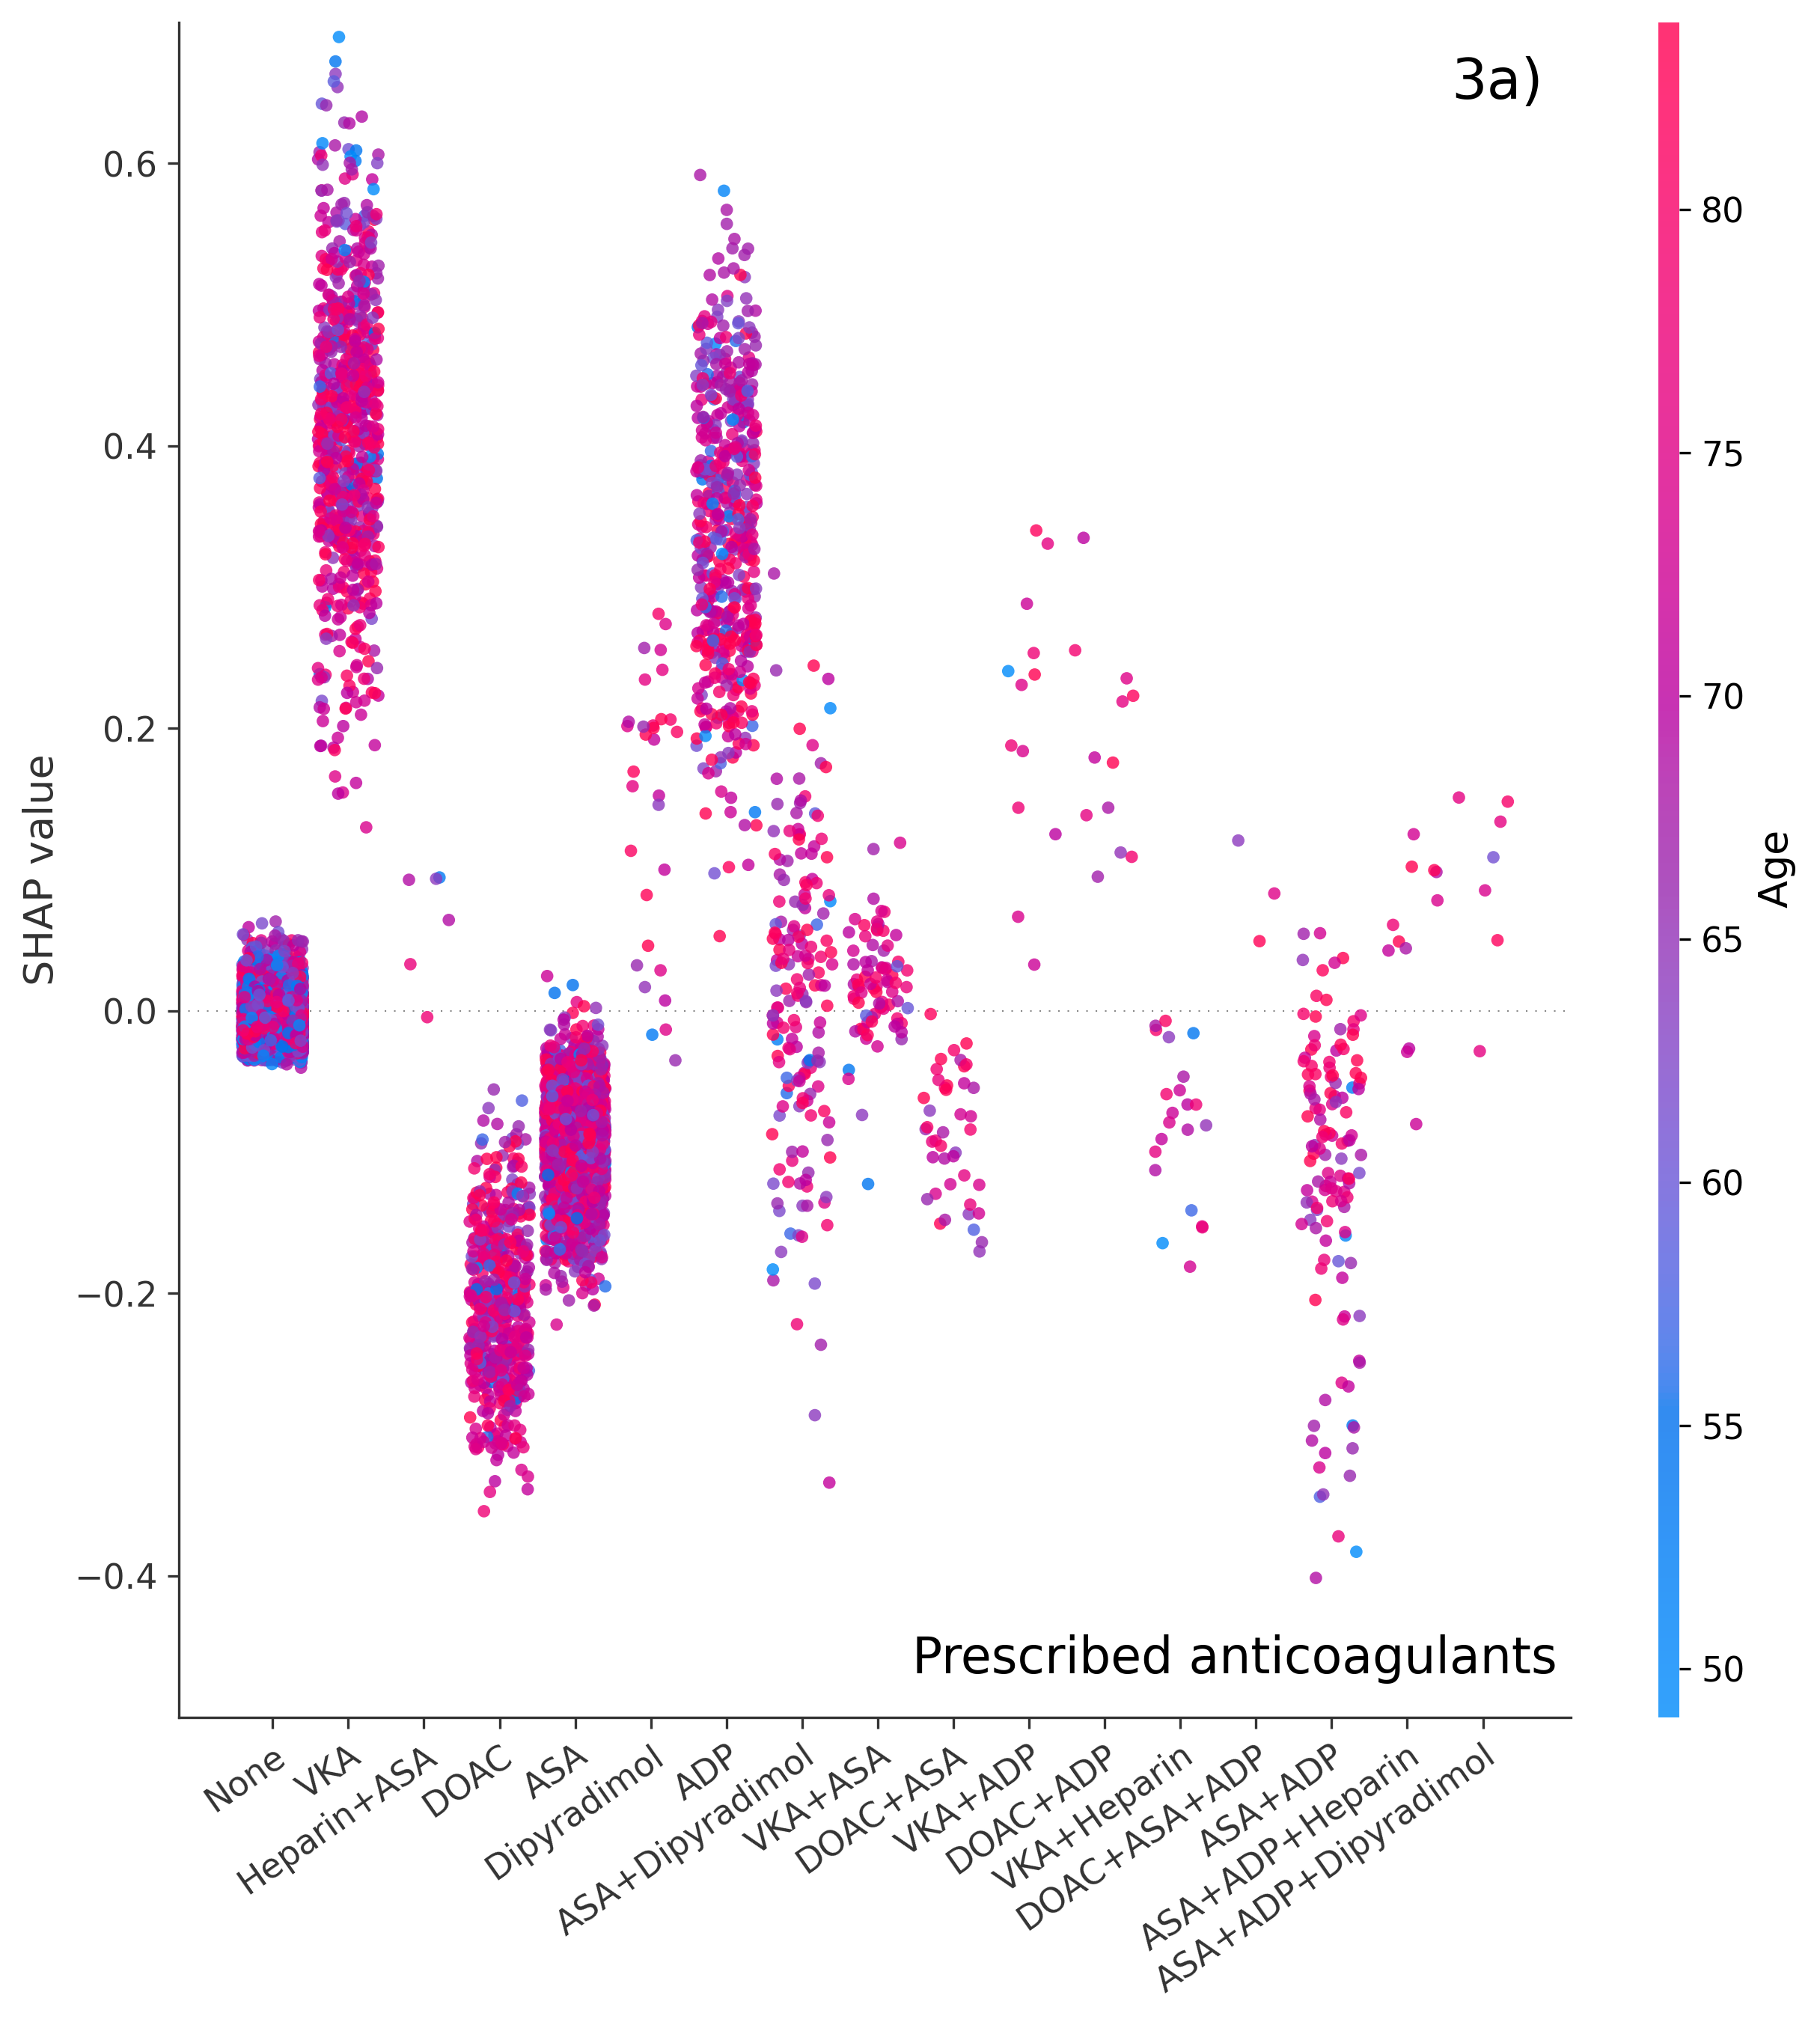 3a)
SHAP value
0.6
0.4
0.2
0.0
−0.2
−0.4
Prescribed anticoagulants
None
VKA
Heparin+ASA
DOAC
ASA
Dipyradimol
ADP
ASA+Dipyradimol
VKA+ASA
DOAC+ASA
VKA+ADP
DOAC+ADP
VKA+Heparin
DOAC+ASA+ADP
ASA+ADP
ASA+ADP+Heparin
ASA+ADP+Dipyradimol
80
75
70
65
60
55
50
Age